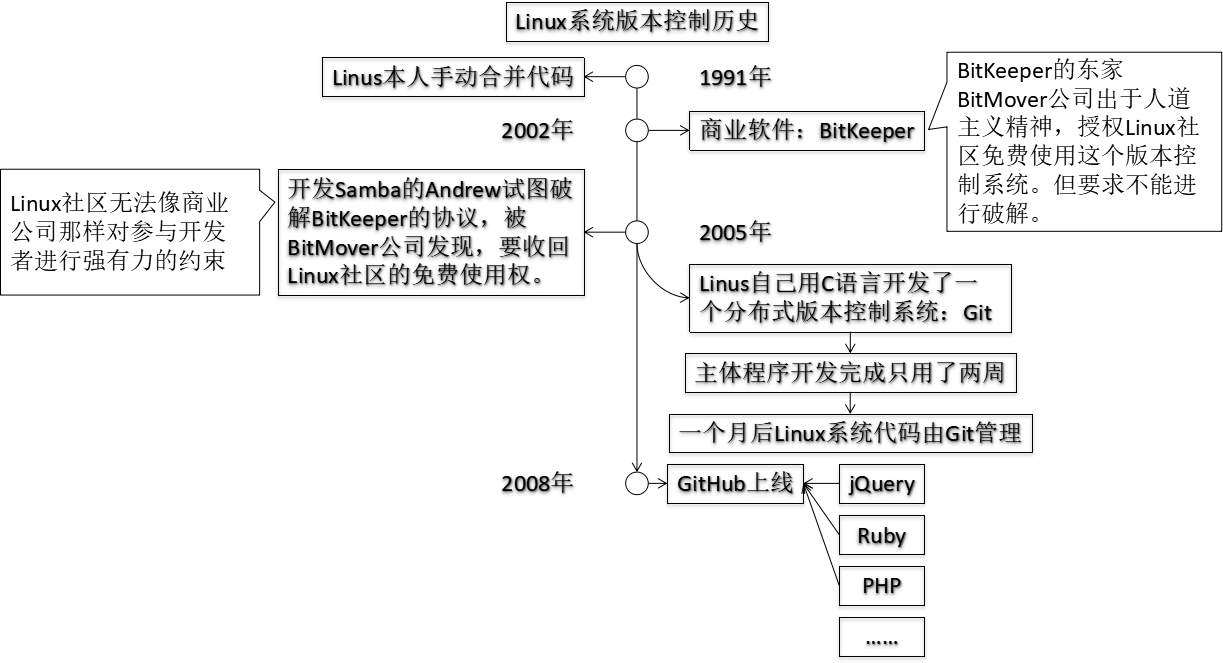 Linux系统版本控制历史
Linus本人手动合并代码
1991年
2002年
商业软件：BitKeeper
BitKeeper的东家
BitMover公司出于人道
主义精神，授权Linux社
区免费使用这个版本控
制系统。但要求不能进
行破解。
Linux社区无法像商业
公司那样对参与开发
者进行强有力的约束
开发Samba的Andrew试图破
解BitKeeper的协议，被
BitMover公司发现，要收回
Linux社区的免费使用权。
2005年
Linus自己用C语言开发了一
个分布式版本控制系统：Git
主体程序开发完成只用了两周
一个月后Linux系统代码由Git管理
2008年
GitHub上线
jQuery
Ruby
PHP
……